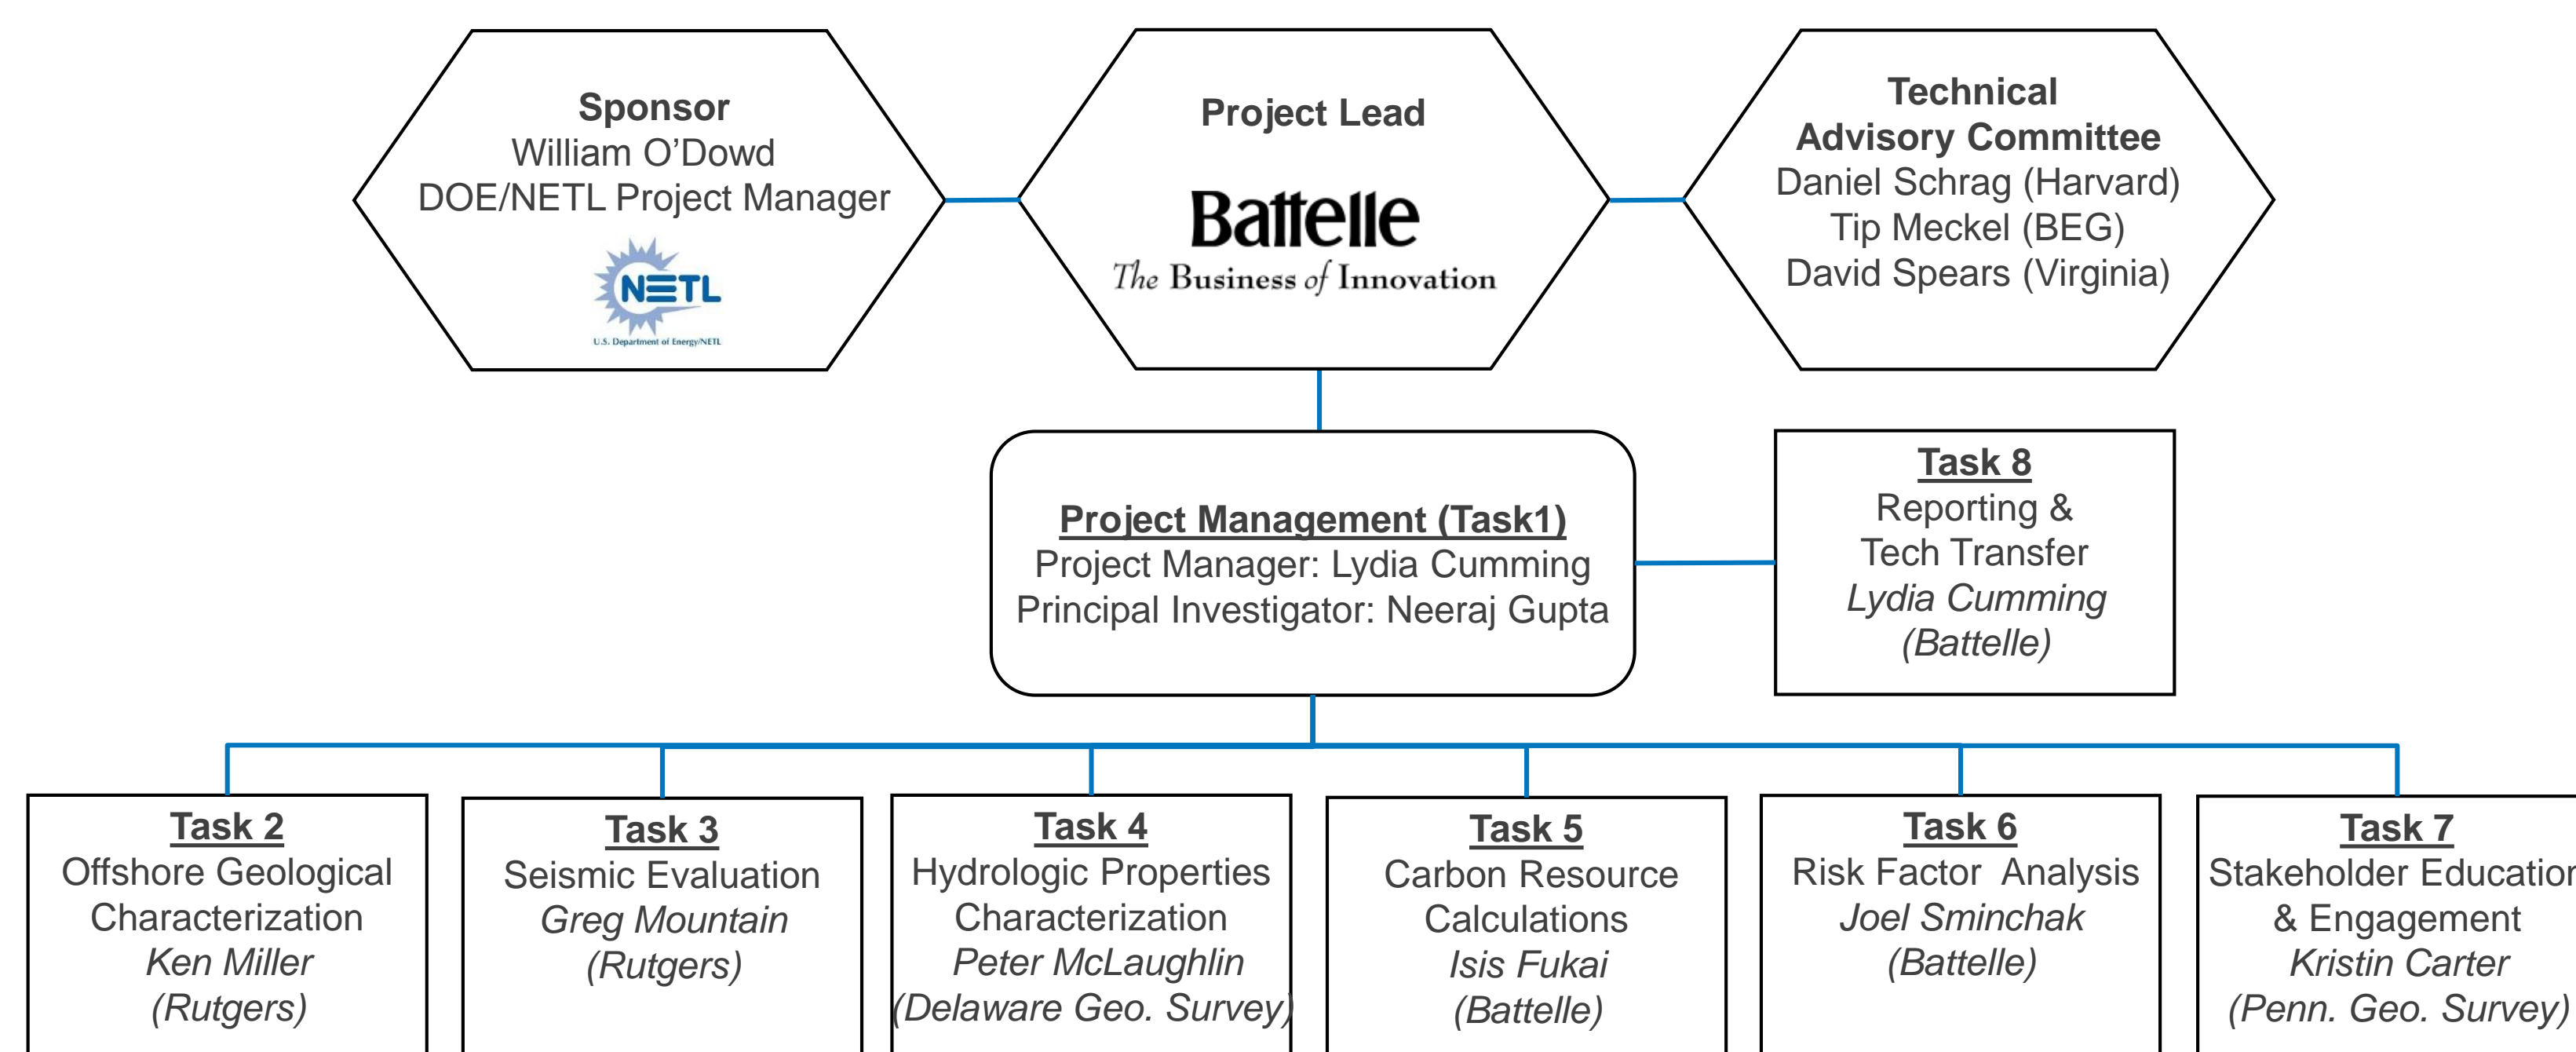 Sponsor
William O’Dowd
DOE/NETL Project Manager
NETL
U.S. Department of Energy/NETL
Project Lead
Battelle
The Business of Innovation
Technical
Advisory Committee
Daniel Schrag (Harvard)
Tip Meckel (BEG)
David Spears (Virginia)
Project Management (Task1)
Project Manager: Lydia Cumming
Principal Investigator: Neeraj Gupta
Task 8
Reporting &
Tech Transfer
Lydia Cumming
(Battelle)
Task 2
Offshore Geological
Characterization
Ken Miller
(Rutgers)
Task 3
Seismic Evaluation
Greg Mountain
(Rutgers)
Task 4
Hydrologic Properties
Characterization
Peter McLaughlin
(Delaware Geo. Survey)
Task 5
Carbon Resource
Calculations
Isis Fukai
(Battelle)
Task 6
Risk Factor  Analysis
Joel Sminchak
(Battelle)
Task 7
Stakeholder Education
& Engagement
Kristin Carter
(Penn. Geo. Survey)